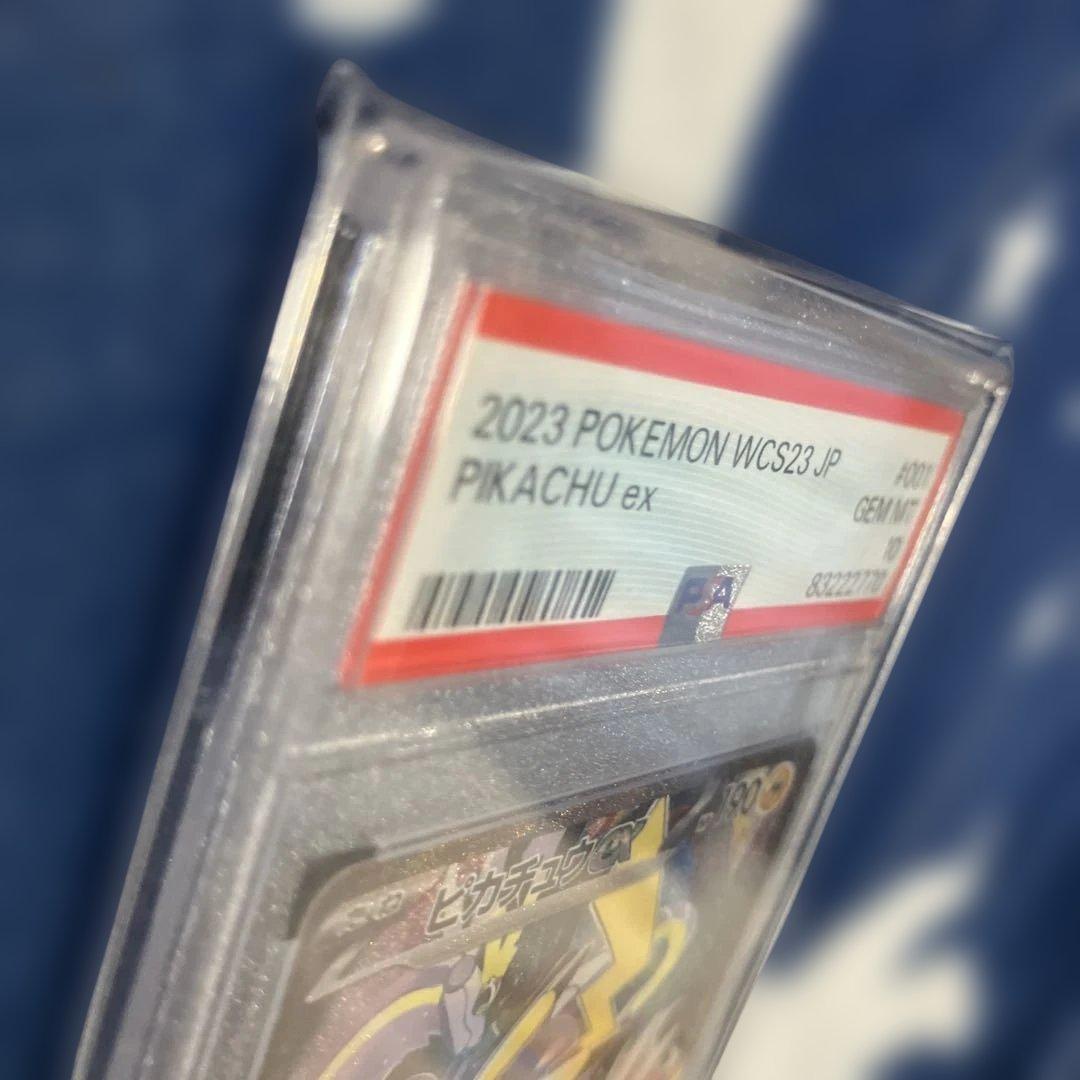 2023 POKEMON WCS23 JP #001
PIKACHU ex GEM MT
10
PSA 83222770
ピカチュウex 190